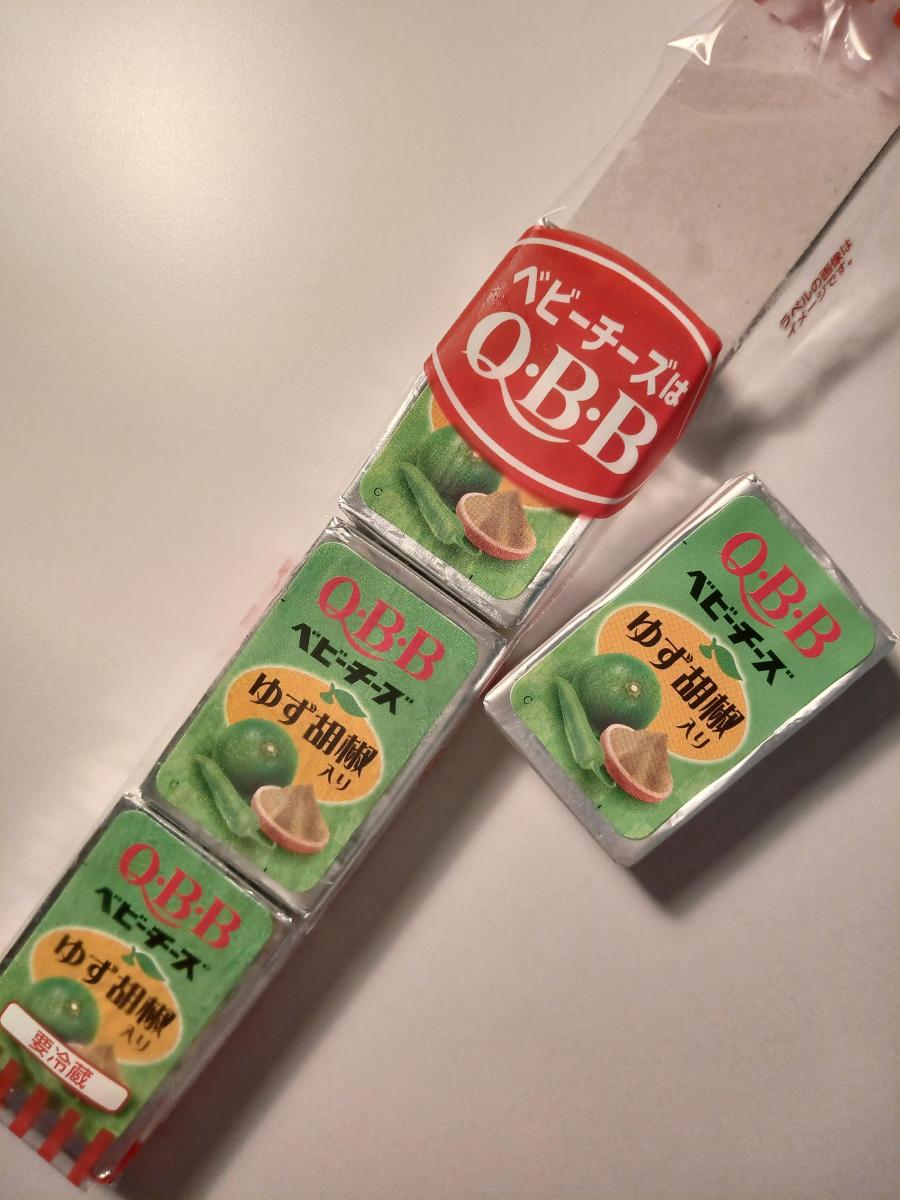 ベビーチーズは
Q・B・B
ラベルの画像は
イメージです。
C
Q・B・B
ベビーチーズ
ゆず胡椒
入り
C
Q・B・B
ベビーチーズ
ゆず胡椒
入り
C
Q・B・B
ベビーチーズ
ゆず胡椒
入り
要冷蔵